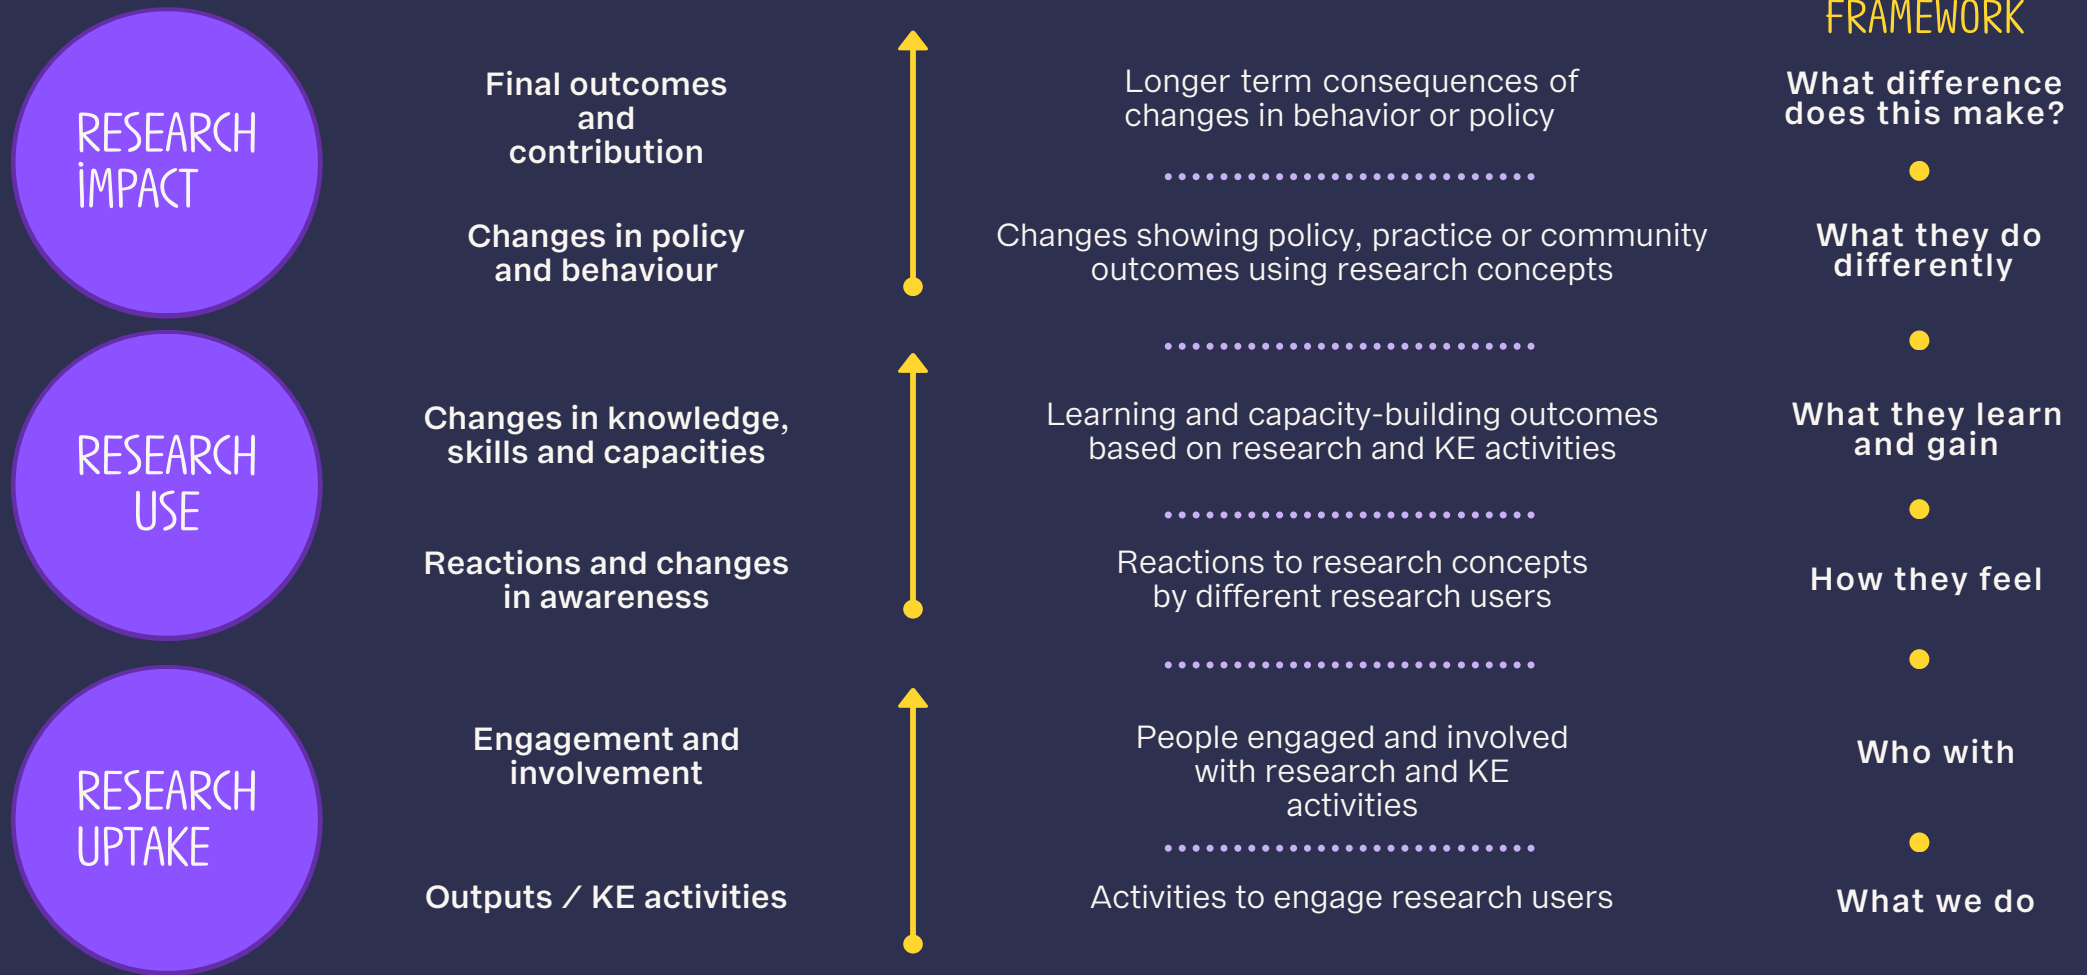 FRAMEWORK
RESEARCH
IMPACT
Final outcomes
and
contribution
Longer term consequences of
changes in behavior or policy
What difference
does this make?
Changes in policy
and behaviour
Changes showing policy, practice or community
outcomes using research concepts
What they do
differently
RESEARCH
USE
Changes in knowledge,
skills and capacities
Learning and capacity-building outcomes
based on research and KE activities
What they learn
and gain
Reactions and changes
in awareness
Reactions to research concepts
by different research users
How they feel
RESEARCH
UPTAKE
Engagement and
involvement
People engaged and involved
with research and KE
activities
Who with
Outputs / KE activities
Activities to engage research users
What we do